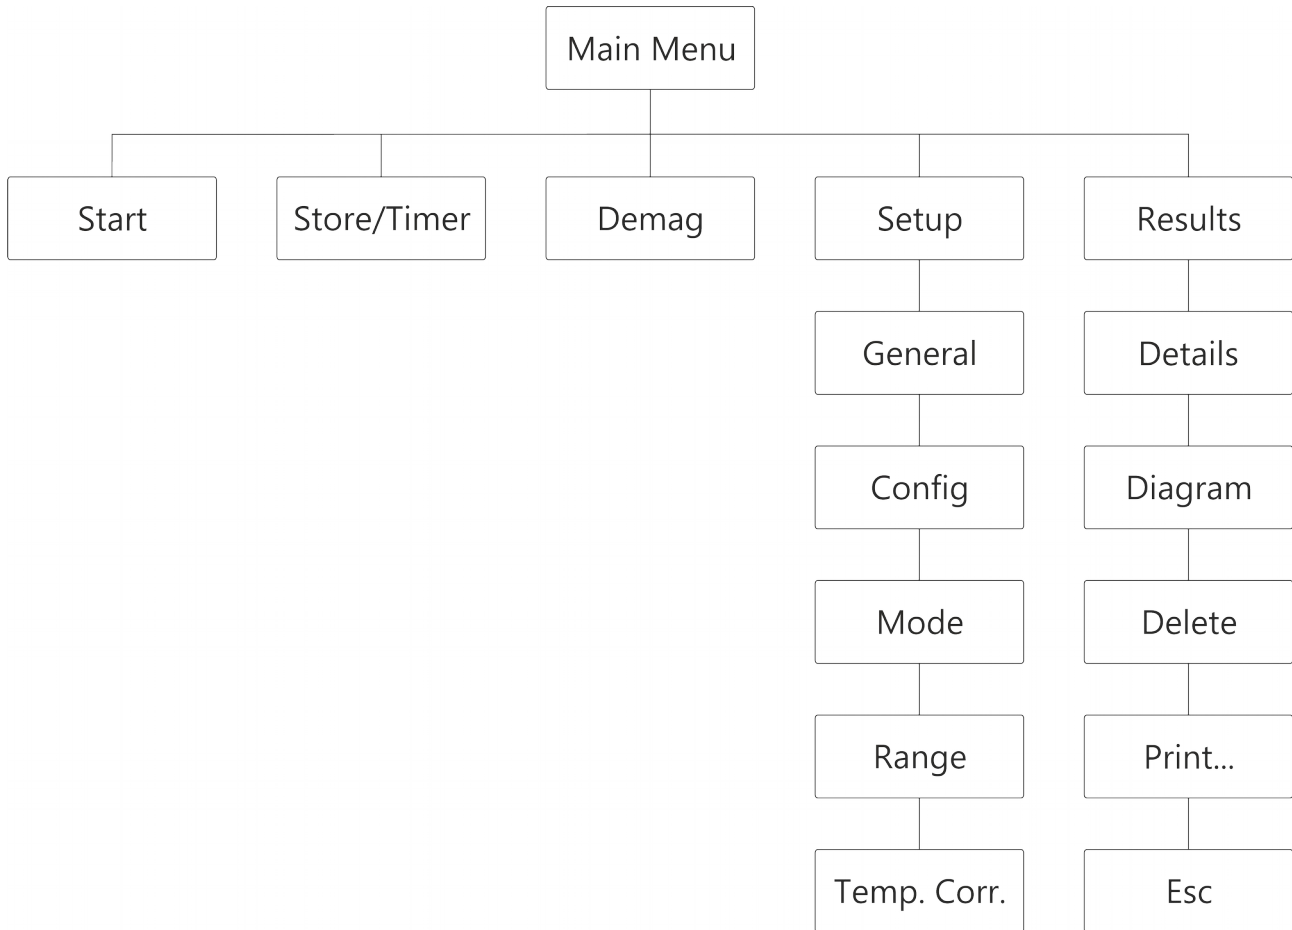 Main Menu
Start
Store/Timer
Demag
Setup
Results
General
Details
Config
Diagram
Mode
Delete
Range
Print...
Temp. Corr.
Esc